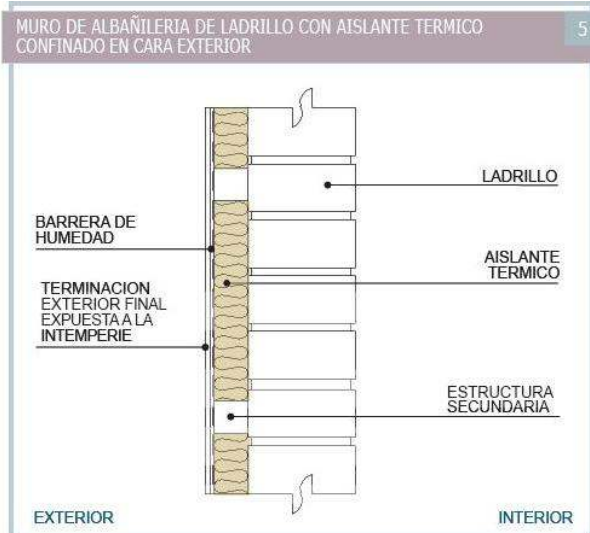 MURO DE ALBAÑILERIA DE LADRILLO CON AISLANTE TERMICO
CONFINADO EN CARA EXTERIOR
5
LADRILLO
BARRERA DE
HUMEDAD
AISLANTE
TERMICO
TERMINACION
EXTERIOR FINAL
EXPUESTA A LA
INTEMPERIE
ESTRUCTURA
SECUNDARIA
EXTERIOR
INTERIOR